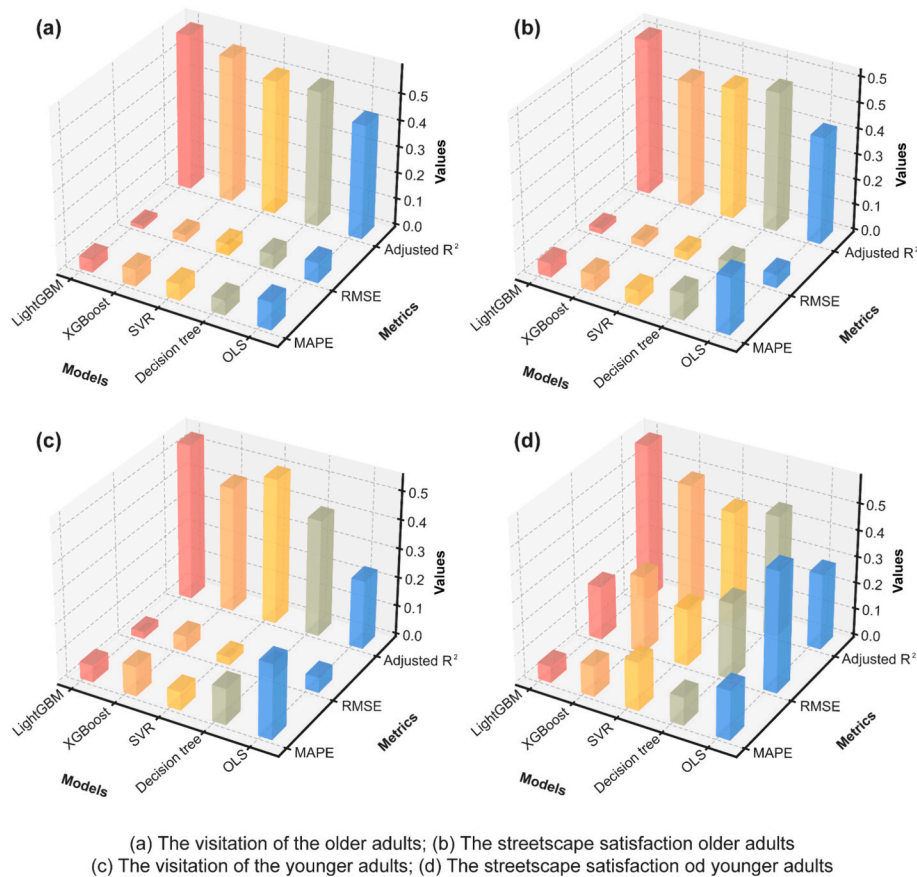 (a)
0.5
0.4
0.3
0.2
0.1
0.0
Values
Adjusted R²
RMSE
MAPE
Metrics
LightGBM
XGBoost
SVR
Decision tree
OLS
Models
(b)
0.5
0.5
0.4
0.3
0.2
0.1
0.0
Values
Adjusted R²
RMSE
MAPE
Metrics
LightGBM
XGBoost
SVR
Decision tree
OLS
Models
(c)
0.5
0.4
0.3
0.2
0.1
0.0
Values
Adjusted R²
RMSE
MAPE
Metrics
LightGBM
XGBoost
SVR
Decision tree
OLS
Models
(d)
0.5
0.4
0.3
0.2
0.1
0.0
Values
Adjusted R²
RMSE
MAPE
Metrics
LightGBM
XGBoost
SVR
Decision tree
OLS
Models
(a) The visitation of the older adults; (b) The streetscape satisfaction older adults
(c) The visitation of the younger adults; (d) The streetscape satisfaction od younger adults